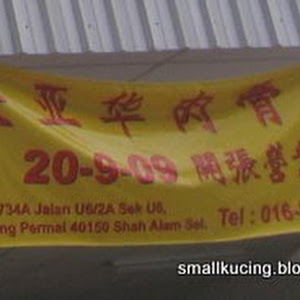 亚华肉骨
20-9-09 開張營
734A Jalan U6/2A Sek U6,
ng Permai 40150 Shah Alam Sel.
Tel : 016-
smallkucing.blo